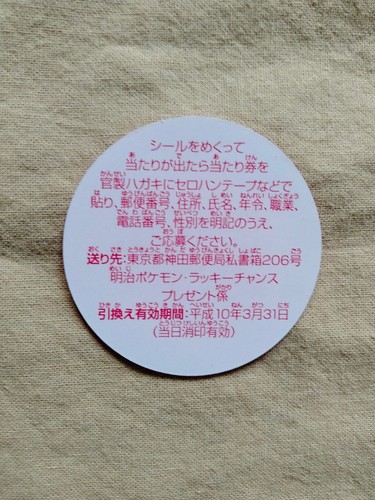 シールをめくって
当たりが出たら当たり券を
官製ハガキにセロハンテープなどで
貼り、郵便番号、住所、氏名、年令、職業、
電話番号、性別を明記のうえ、
ご応募ください。
送り先：東京都神田郵便局私書箱206号
明治ポケモン・ラッキーチャンス
プレゼント係
引換え有効期間：平成10年3月31日
(当日消印有効)